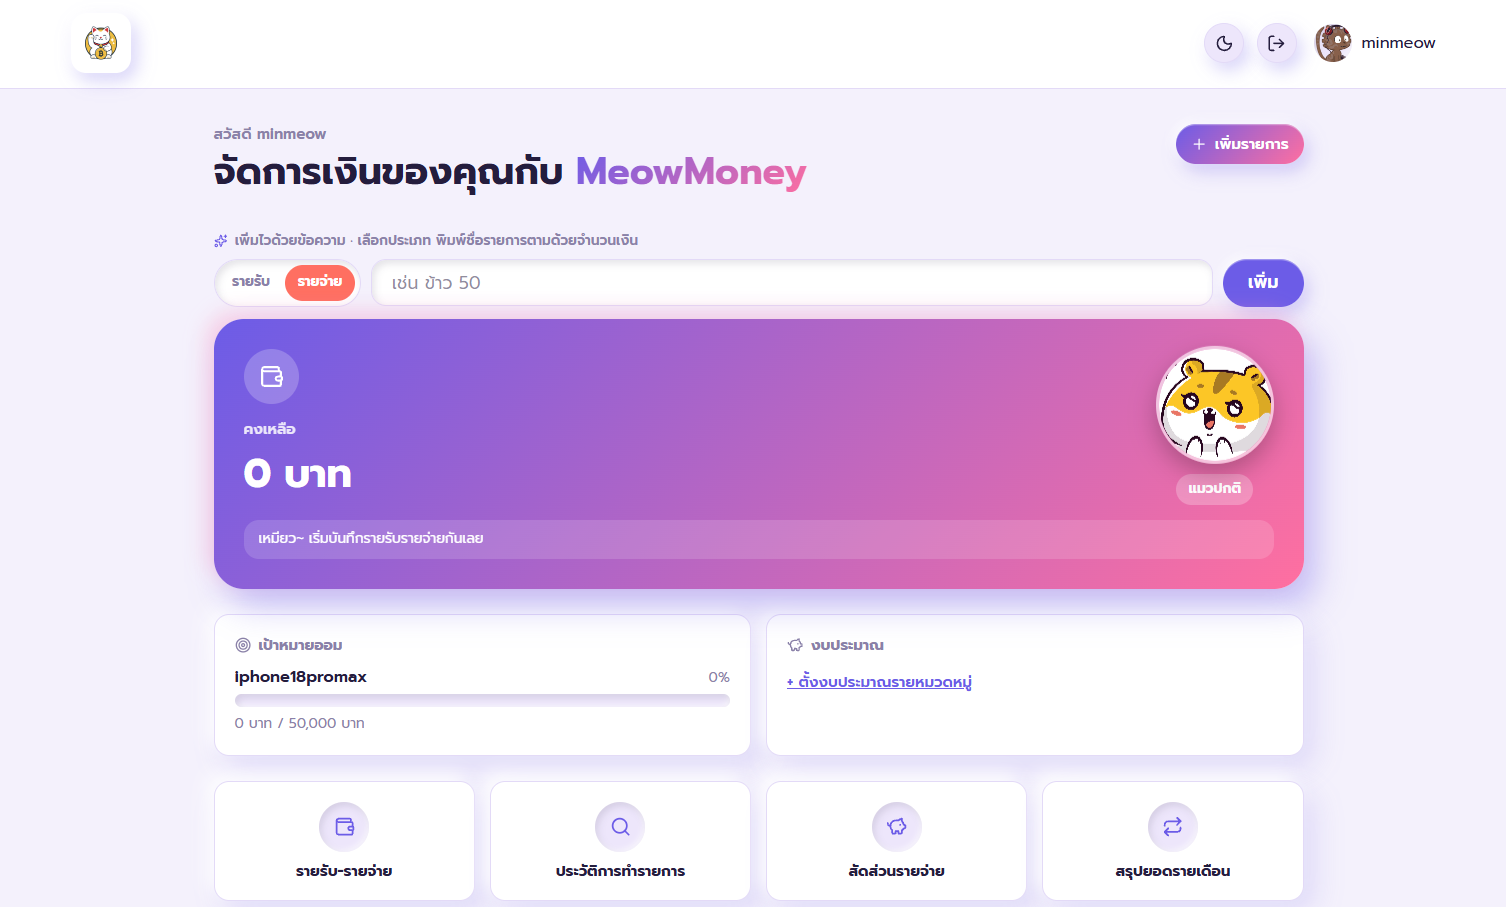 minmeow
สวัสดี minmeow
จัดการเงินของคุณกับ MeowMoney
+ เพิ่มรายการ
เพิ่มไวด้วยข้อความ · เลือกประเภท พิมพ์ชื่อรายการตามด้วยจำนวนเงิน
รายรับ รายจ่าย เช่น ข้าว 50 เพิ่ม
คงเหลือ
0 บาท
แมวปกติ
เหมียว~ เริ่มบันทึกรายรับรายจ่ายกันเลย
เป้าหมายออม
iphone18promax 0%
0 บาท / 50,000 บาท
งบประมาณ
+ ตั้งงบประมาณรายหมวดหมู่
รายรับ-รายจ่าย
ประวัติการทำรายการ
สัดส่วนรายจ่าย
สรุปยอดรายเดือน